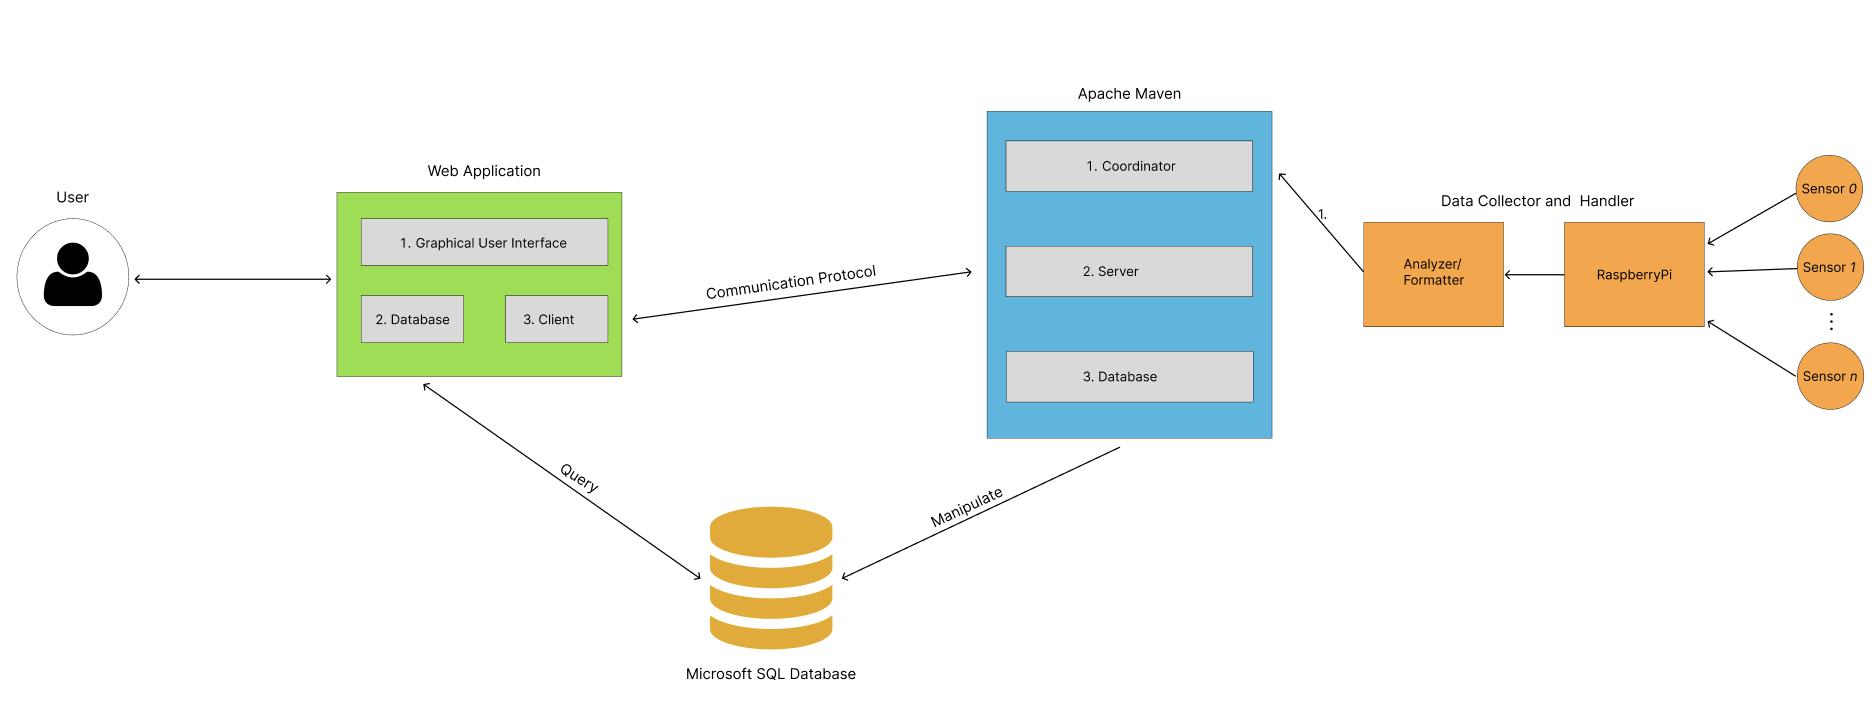 User
Web Application
1. Graphical User Interface
2. Database
3. Client
Communication Protocol
Query
Microsoft SQL Database
Manipulate
Apache Maven
1. Coordinator
2. Server
3. Database
1.
Data Collector and  Handler
Analyzer/
Formatter
RaspberryPi
Sensor 0
Sensor 1
⋮
Sensor n